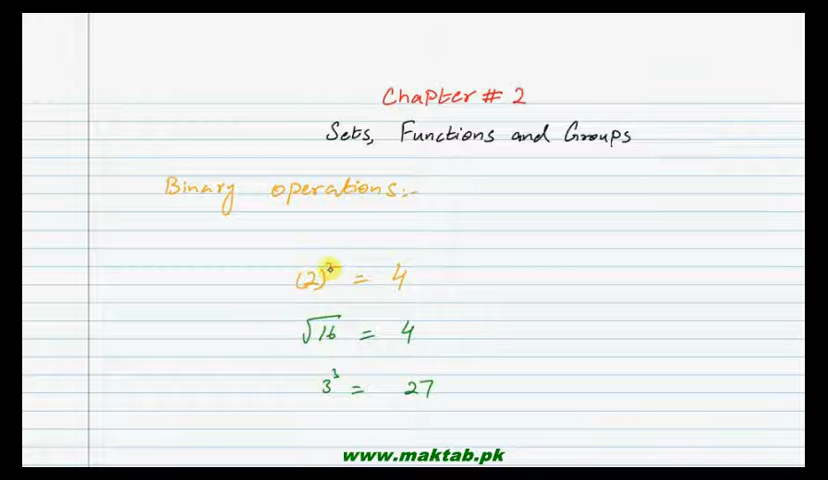 Chapter # 2
Sets, Functions and Groups
Binary operations:-
(2)² = 4
√16 = 4
3³ = 27
www.maktab.pk